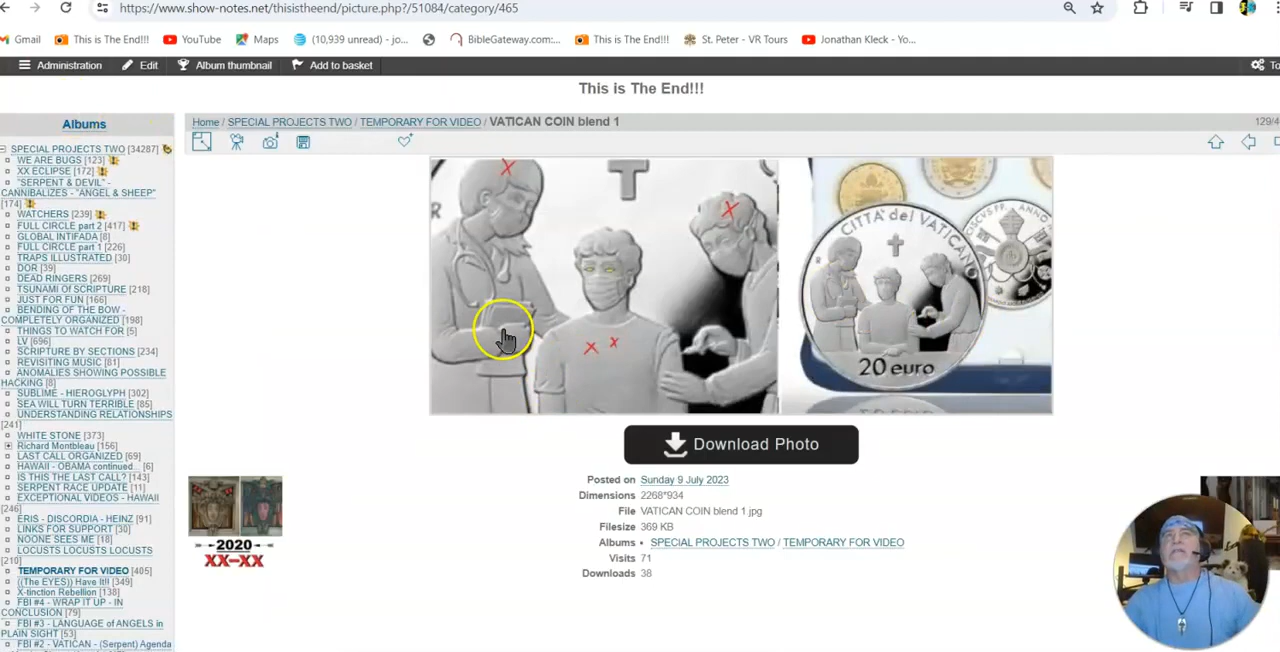 https://www.show-notes.net/thisistheend/picture.php?/51084/category/465
Gmail
This is The End!!!
YouTube
Maps
(10,939 unread) - jo...
BibleGateway.com:...
This is The End!!!
St. Peter - VR Tours
Jonathan Kleck - Yo...
Administration
Edit
Album thumbnail
Add to basket
To
This is The End!!!
Albums
Home / SPECIAL PROJECTS TWO / TEMPORARY FOR VIDEO / VATICAN COIN blend 1
129/4
SPECIAL PROJECTS TWO [34287]
WE ARE BUGS [123]
XX ECLIPSE [172]
"SERPENT & DEVIL" -
CANNIBALIZES - "ANGEL & SHEEP"
[174]
WATCHERS [239]
FULL CIRCLE part 2 [417]
GLOBAL INTIFADA [8]
FULL CIRCLE part 1 [226]
TRAPS ILLUSTRATED [30]
DOR [39]
DEAD RINGERS [269]
TSUNAMI OF SCRIPTURE [218]
JUST FOR FUN [166]
BENDING OF THE BOW -
COMPLETELY ORGANIZED [198]
THINGS TO WATCH FOR [5]
LV [696]
SCRIPTURE BY SECTIONS [234]
REVISITING MUSIC [81]
ANOMALIES SHOWING POSSIBLE
HACKING [8]
SUBLIME - HIEROGLYPH [302]
SEA WILL TURN TERRIBLE [85]
UNDERSTANDING RELATIONSHIPS
[241]
WHITE STONE [373]
Richard Montbleau [156]
LAST CALL ORGANIZED [69]
HAWAII - OBAMA continued... [6]
IS THIS THE LAST CALL? [143]
SERPENT RACE UPDATE [11]
EXCEPTIONAL VIDEOS - HAWAII
[246]
ERIS - DISCORDIA - HEINZ [91]
LINKS FOR SUPPORT [30]
NOONE SEES ME [18]
LOCUSTS LOCUSTS LOCUSTS
[210]
TEMPORARY FOR VIDEO [405]
((The EYES)) Have It!! [349]
X-tinction Rebellion [138]
FBI #4 - WRAP IT UP - IN
CONCLUSION [79]
FBI #3 - LANGUAGE of ANGELS in
PLAIN SIGHT [53]
FBI #2 - VATICAN - (Serpent) Agenda
R
CITTÀ del VATICANO
20 euro
Download Photo
Posted on Sunday 9 July 2023
Dimensions 2268*934
File VATICAN COIN blend 1.jpg
Filesize 369 KB
Albums • SPECIAL PROJECTS TWO / TEMPORARY FOR VIDEO
Visits 71
Downloads 38
2020
XX-XX